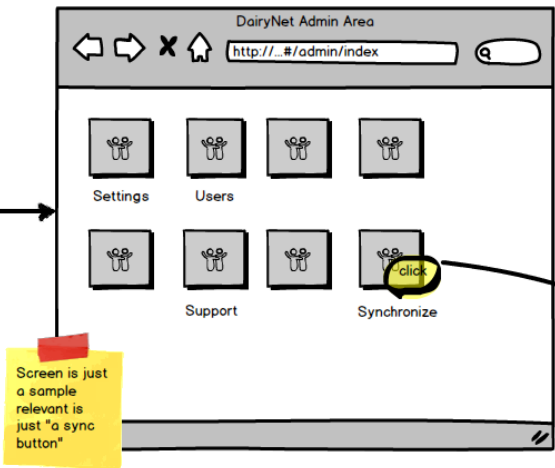 DairyNet Admin Area
http://...#/admin/index
Settings
Users
click
Support
Synchronize
Screen is just
a sample
relevant is
just "a sync
button"